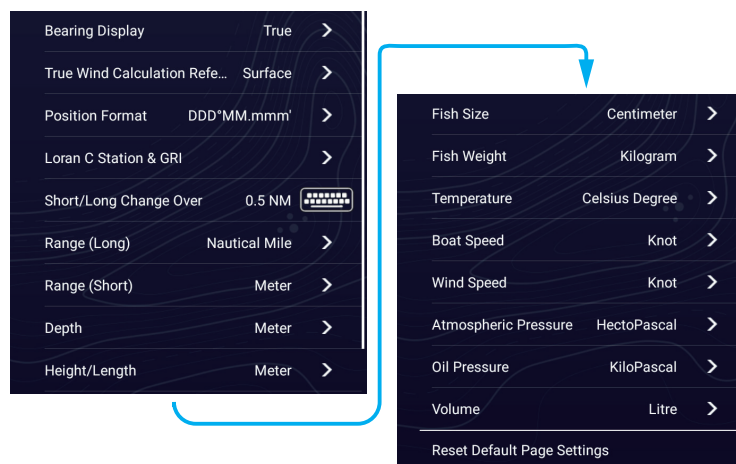 Bearing Display True
True Wind Calculation Refe... Surface
Position Format DDD°MM.mmm'
Loran C Station & GRI
Short/Long Change Over 0.5 NM
Range (Long) Nautical Mile
Range (Short) Meter
Depth Meter
Height/Length Meter
Fish Size Centimeter
Fish Weight Kilogram
Temperature Celsius Degree
Boat Speed Knot
Wind Speed Knot
Atmospheric Pressure HectoPascal
Oil Pressure KiloPascal
Volume Litre
Reset Default Page Settings